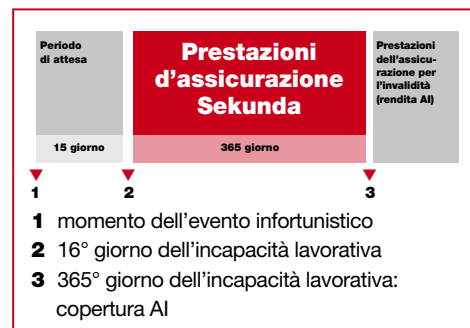 Periodo
di attesa
Prestazioni
d'assicurazione
Sekunda
Prestazioni
dell'assicu-
razione per
l'invalidità
(rendita AI)
15 giorno
365 giorno
1
2
3
1 momento dell'evento infortunistico
2 16° giorno dell'incapacità lavorativa
3 365° giorno dell'incapacità lavorativa:
copertura AI